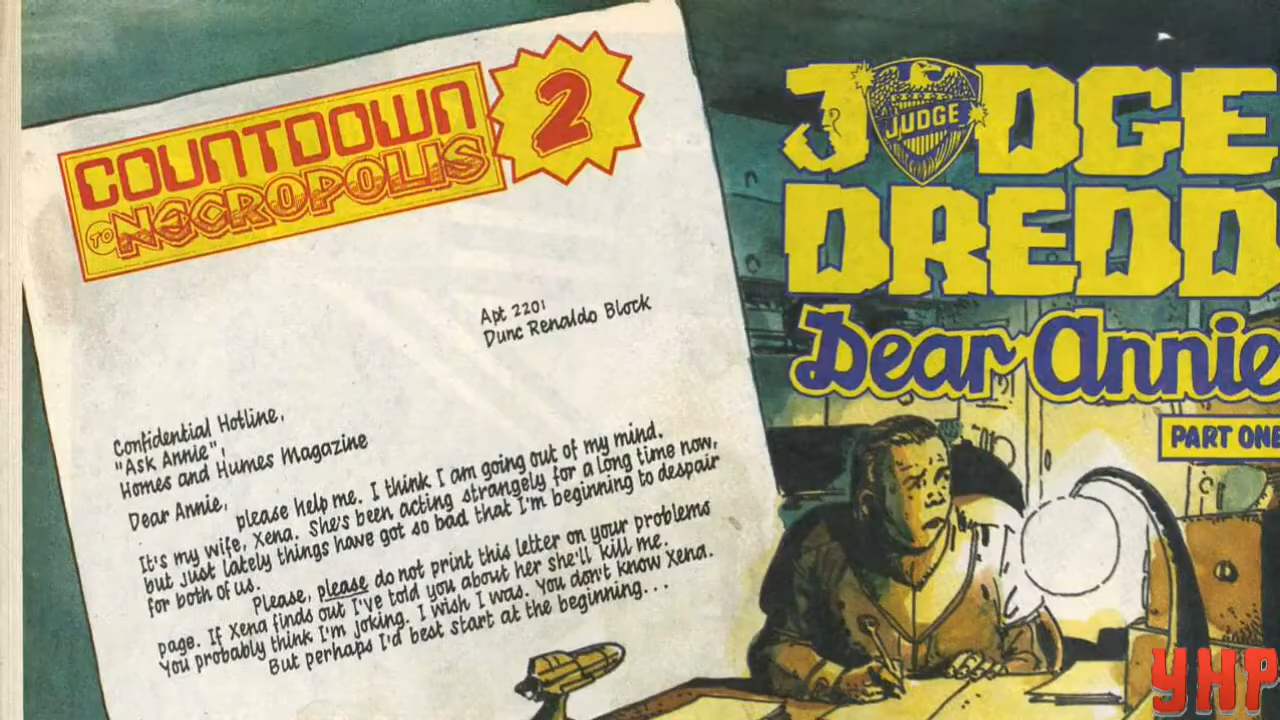 COUNTDOWN
TO NECROPOLIS
2
JUDGE
JUDGE
DREDD
Dear Annie
PART ONE
Apt 2201
Dunc Renaldo Block
Confidential Hotline,
"Ask Annie",
Homes and Humes Magazine
Dear Annie,
please help me. I think I am going out of my mind.
It's my wife, Xena. She's been acting strangely for a long time now,
but just lately things have got so bad that I'm beginning to despair
for both of us.
Please, please do not print this letter on your problems
page. If Xena finds out I've told you about her she'll kill me.
You probably think I'm joking. I wish I was. You don't know Xena.
But perhaps I'd best start at the beginning...
YHP